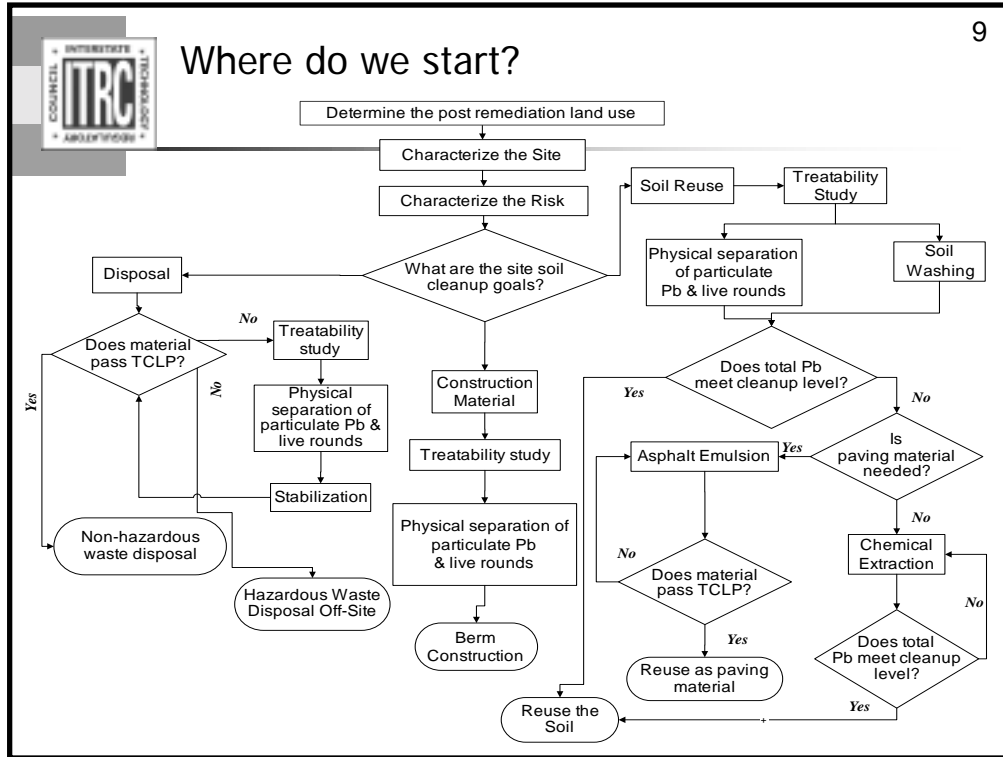 9
INTERSTATE
TECHNOLOGY
REGULATORY
COUNCIL
ITRC
Where do we start?
Determine the post remediation land use
Characterize the Site
Characterize the Risk
What are the site soil
cleanup goals?
Disposal
Does material
pass TCLP?
Yes
No
No
Treatability
study
Physical
separation of
particulate Pb &
live rounds
Stabilization
Non-hazardous
waste disposal
Hazardous Waste
Disposal Off-Site
Construction
Material
Treatability study
Physical separation of
particulate Pb
& live rounds
Berm
Construction
Soil Reuse
Treatability
Study
Physical separation
of particulate
Pb & live rounds
Soil
Washing
Does total Pb
meet cleanup level?
Yes
No
Is
paving material
needed?
Yes
No
Asphalt Emulsion
Does material
pass TCLP?
No
Yes
Reuse as paving
material
Chemical
Extraction
No
Does total
Pb meet cleanup
level?
Yes
Reuse the
Soil